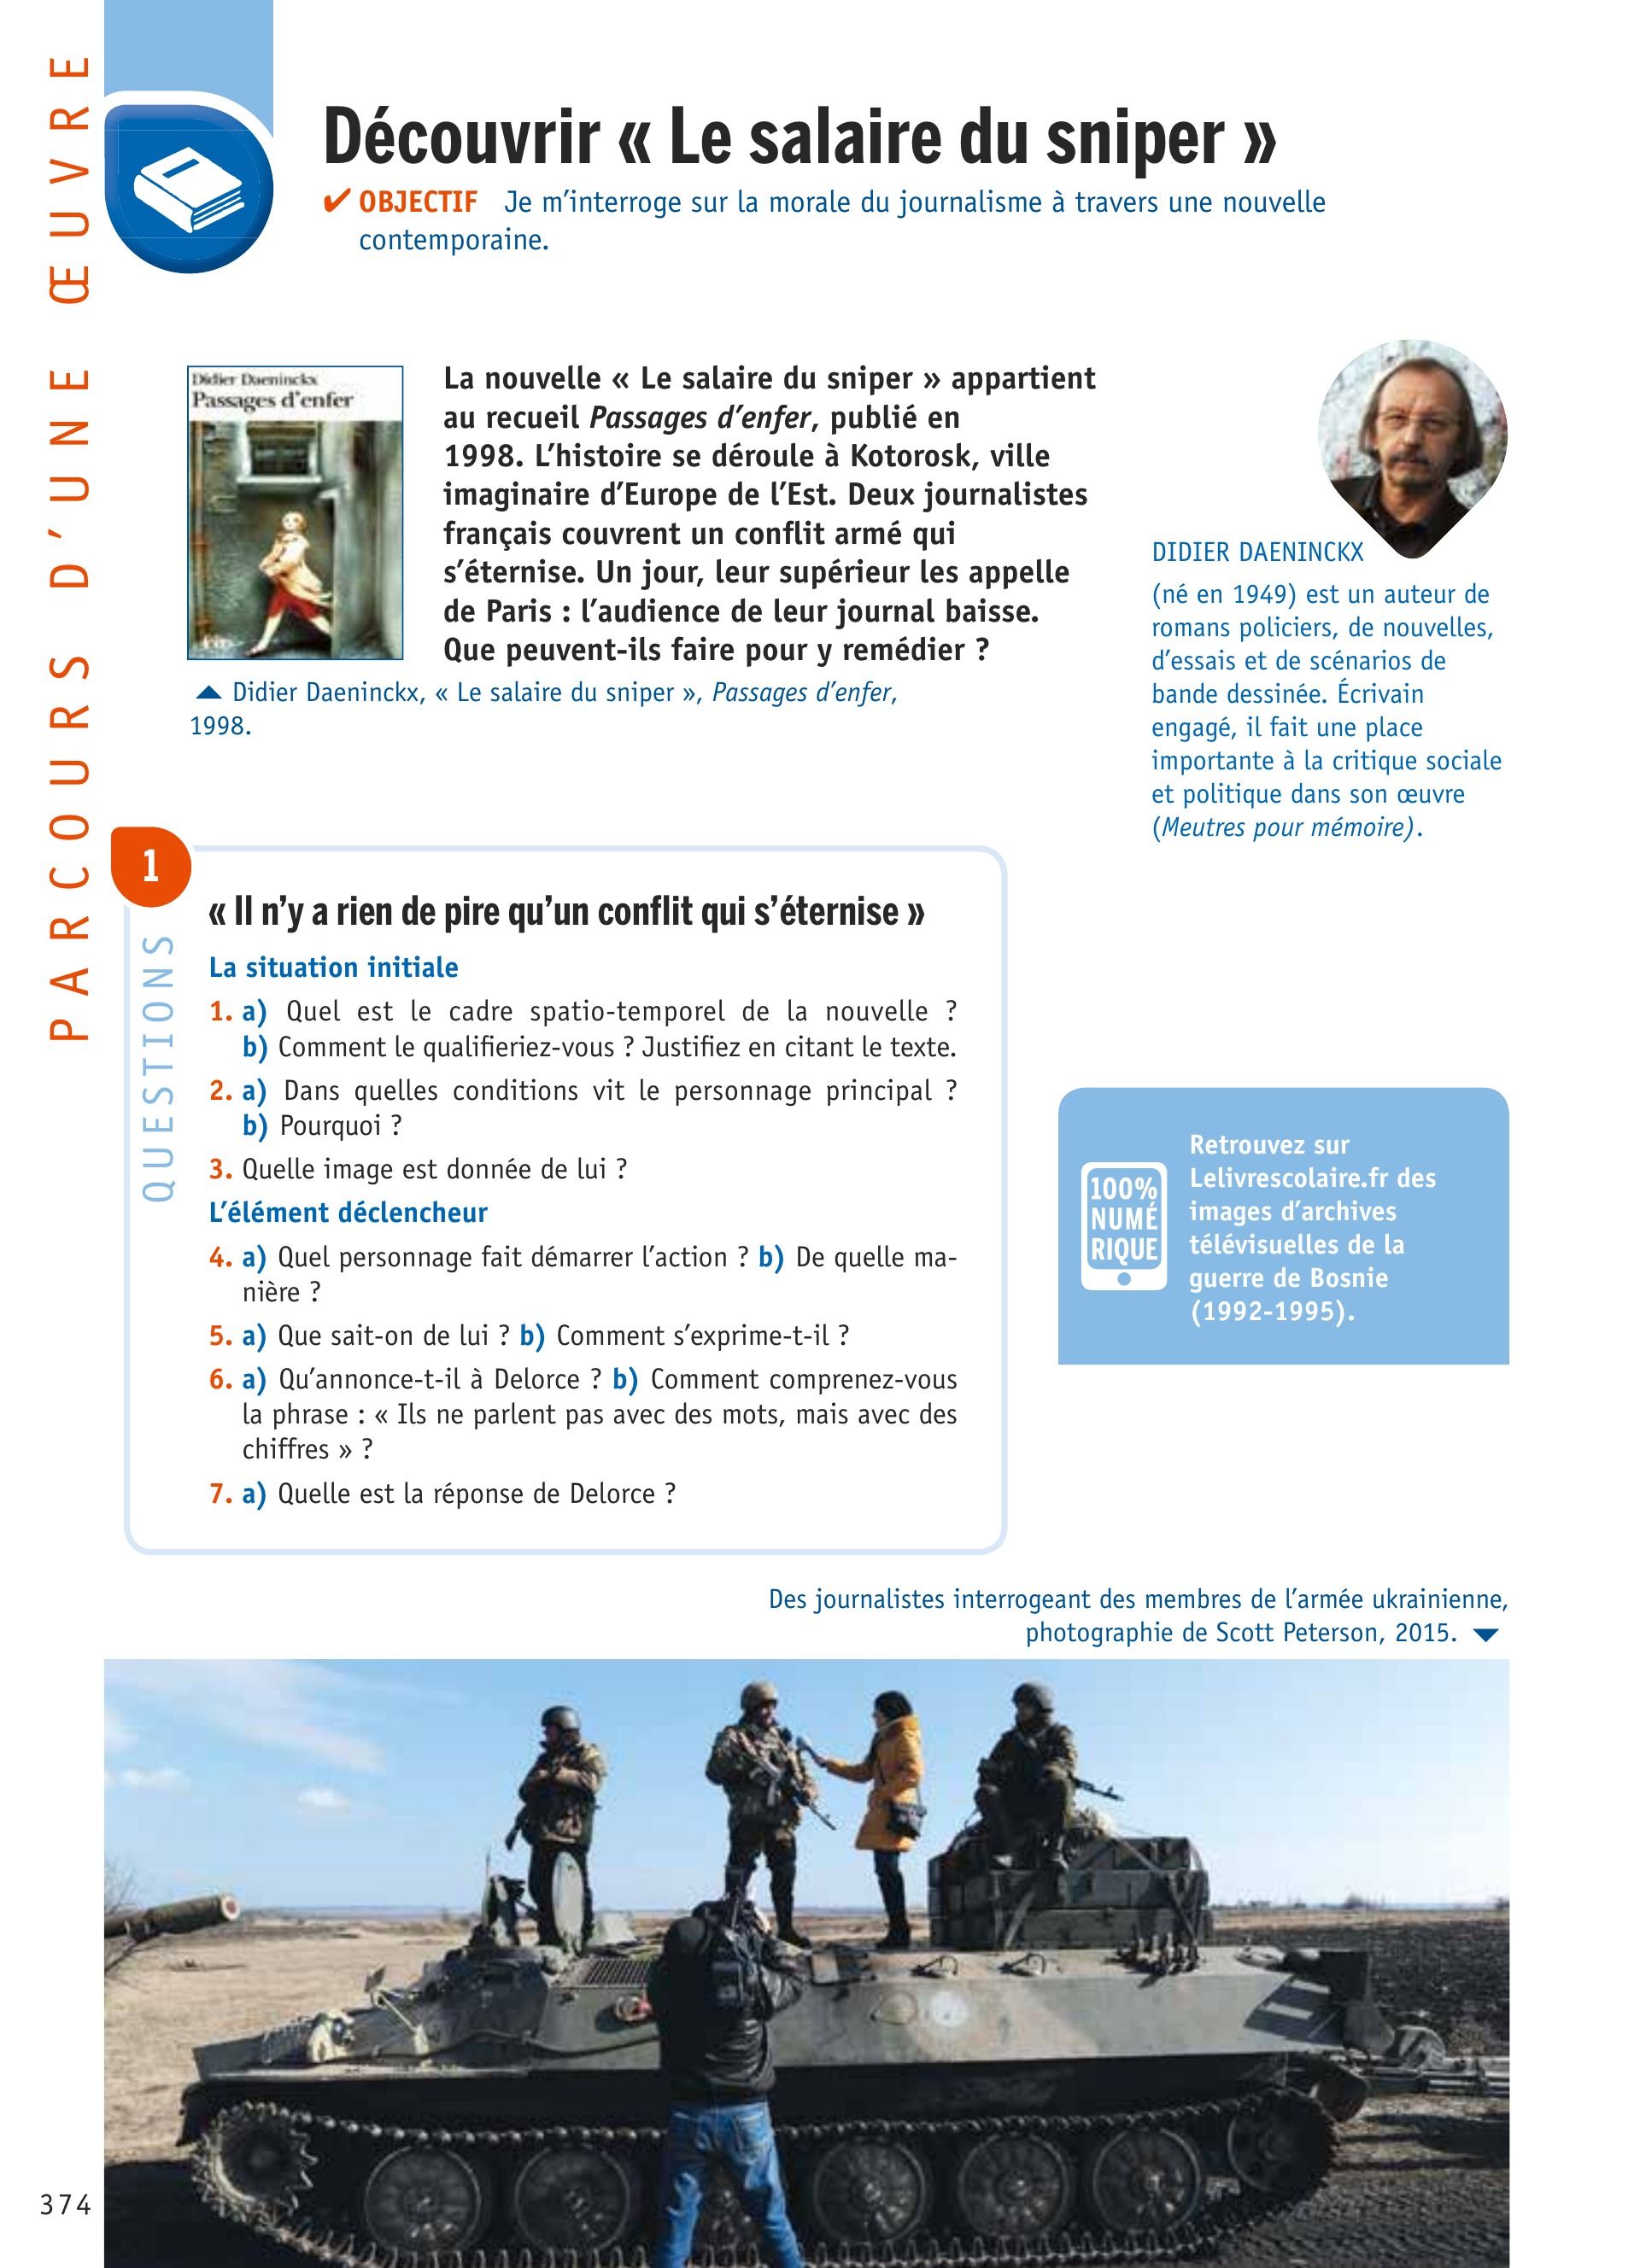 PARCOURS D'UNE ŒUVRE
Découvrir « Le salaire du sniper »
✔ OBJECTIF Je m'interroge sur la morale du journalisme à travers une nouvelle
contemporaine.
Didier Daeninckx
Passages d'enfer
La nouvelle « Le salaire du sniper » appartient
au recueil Passages d'enfer, publié en
1998. L'histoire se déroule à Kotorosk, ville
imaginaire d'Europe de l'Est. Deux journalistes
français couvrent un conflit armé qui
s'éternise. Un jour, leur supérieur les appelle
de Paris : l'audience de leur journal baisse.
Que peuvent-ils faire pour y remédier ?
Didier Daeninckx, « Le salaire du sniper », Passages d'enfer,
1998.
DIDIER DAENINCKX
(né en 1949) est un auteur de
romans policiers, de nouvelles,
d'essais et de scénarios de
bande dessinée. Écrivain
engagé, il fait une place
importante à la critique sociale
et politique dans son œuvre
(Meutres pour mémoire).
1
QUESTIONS
« Il n'y a rien de pire qu'un conflit qui s'éternise »
La situation initiale
1. a) Quel est le cadre spatio-temporel de la nouvelle ?
b) Comment le qualifieriez-vous ? Justifiez en citant le texte.
2. a) Dans quelles conditions vit le personnage principal ?
b) Pourquoi ?
3. Quelle image est donnée de lui ?
L'élément déclencheur
4. a) Quel personnage fait démarrer l'action ? b) De quelle ma-
nière ?
5. a) Que sait-on de lui ? b) Comment s'exprime-t-il ?
6. a) Qu'annonce-t-il à Delorce ? b) Comment comprenez-vous
la phrase : « Ils ne parlent pas avec des mots, mais avec des
chiffres » ?
7. a) Quelle est la réponse de Delorce ?
100%
NUMÉ
RIQUE
Retrouvez sur
Lelivrescolaire.fr des
images d'archives
télévisuelles de la
guerre de Bosnie
(1992-1995).
Des journalistes interrogeant des membres de l'armée ukrainienne,
photographie de Scott Peterson, 2015.
374